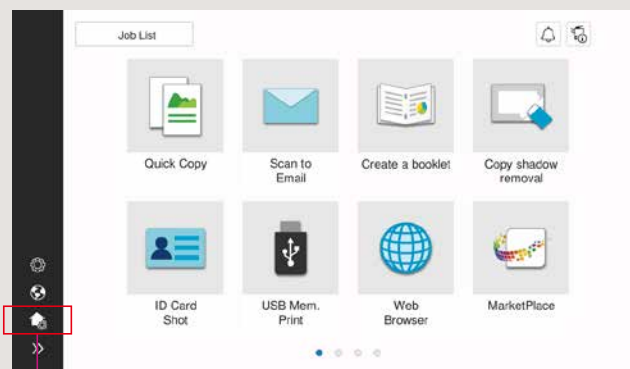 Job List
Quick Copy
Scan to
Email
Create a booklet
Copy shadow
removal
ID Card
Shot
USB Mem.
Print
Web
Browser
MarketPlace